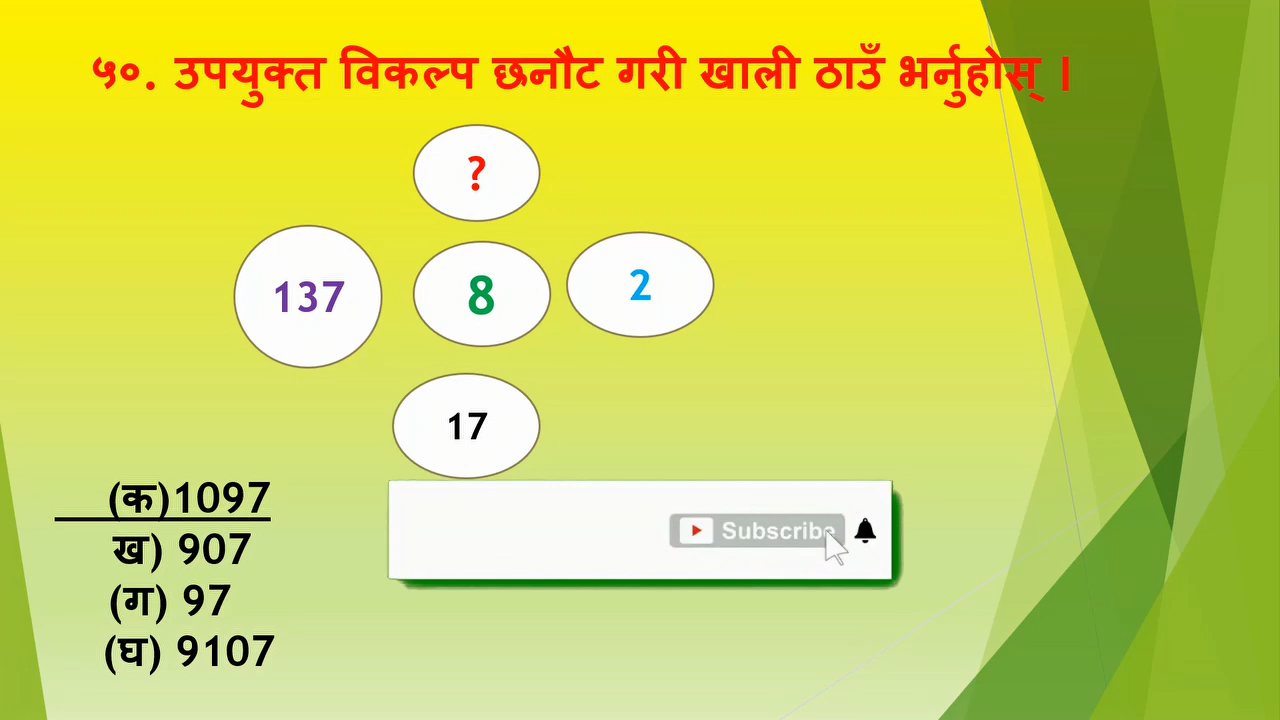 ५०. उपयुक्त विकल्प छनौट गरी खाली ठाउँ भर्नुहोस् ।
?
137 8 2
17
(क)1097
ख) 907
(ग) 97
(घ) 9107
Subscribe